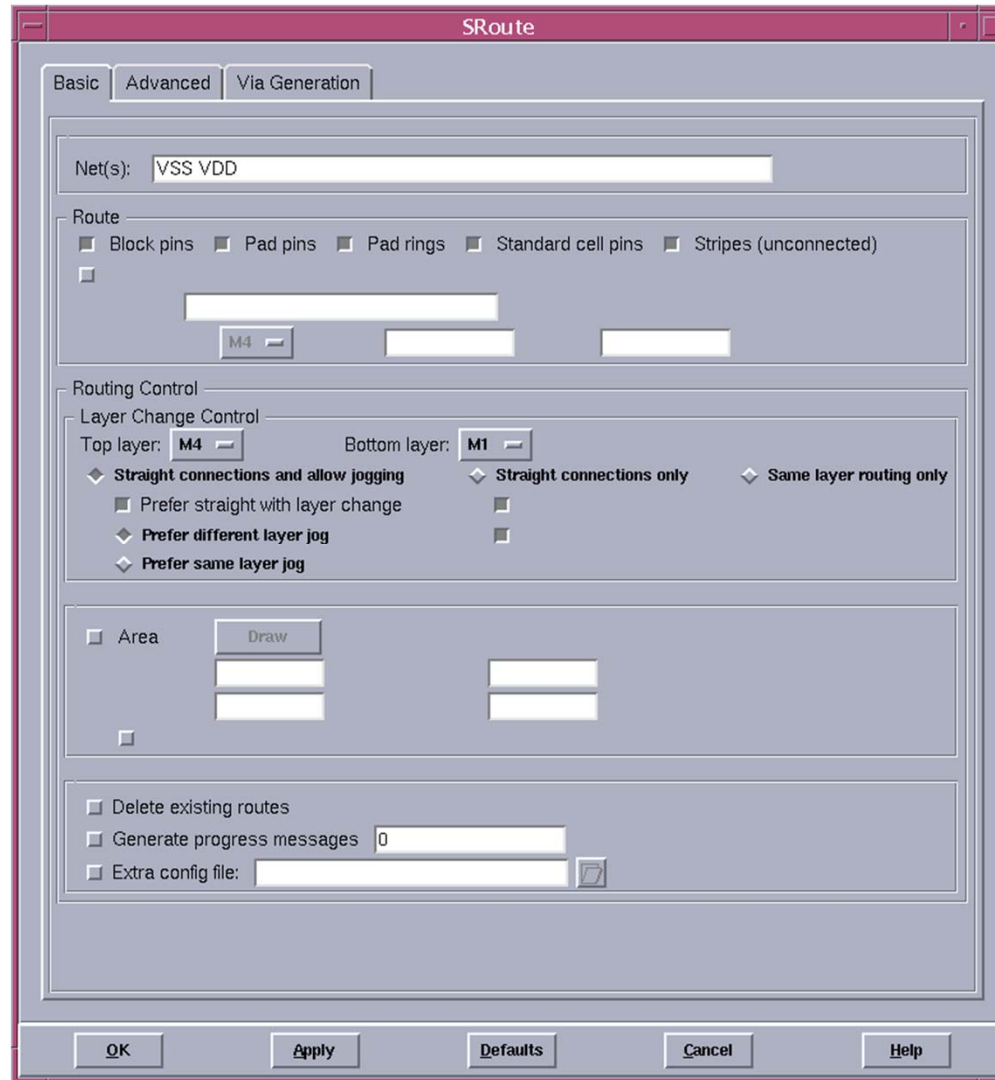 SRoute
Basic Advanced Via Generation
Net(s): VSS VDD
Route
Block pins Pad pins Pad rings Standard cell pins Stripes (unconnected)
M4
Routing Control
Layer Change Control
Top layer: M4 Bottom layer: M1
Straight connections and allow jogging Straight connections only Same layer routing only
Prefer straight with layer change
Prefer different layer jog
Prefer same layer jog
Area Draw
Delete existing routes
Generate progress messages 0
Extra config file:
OK Apply Defaults Cancel Help